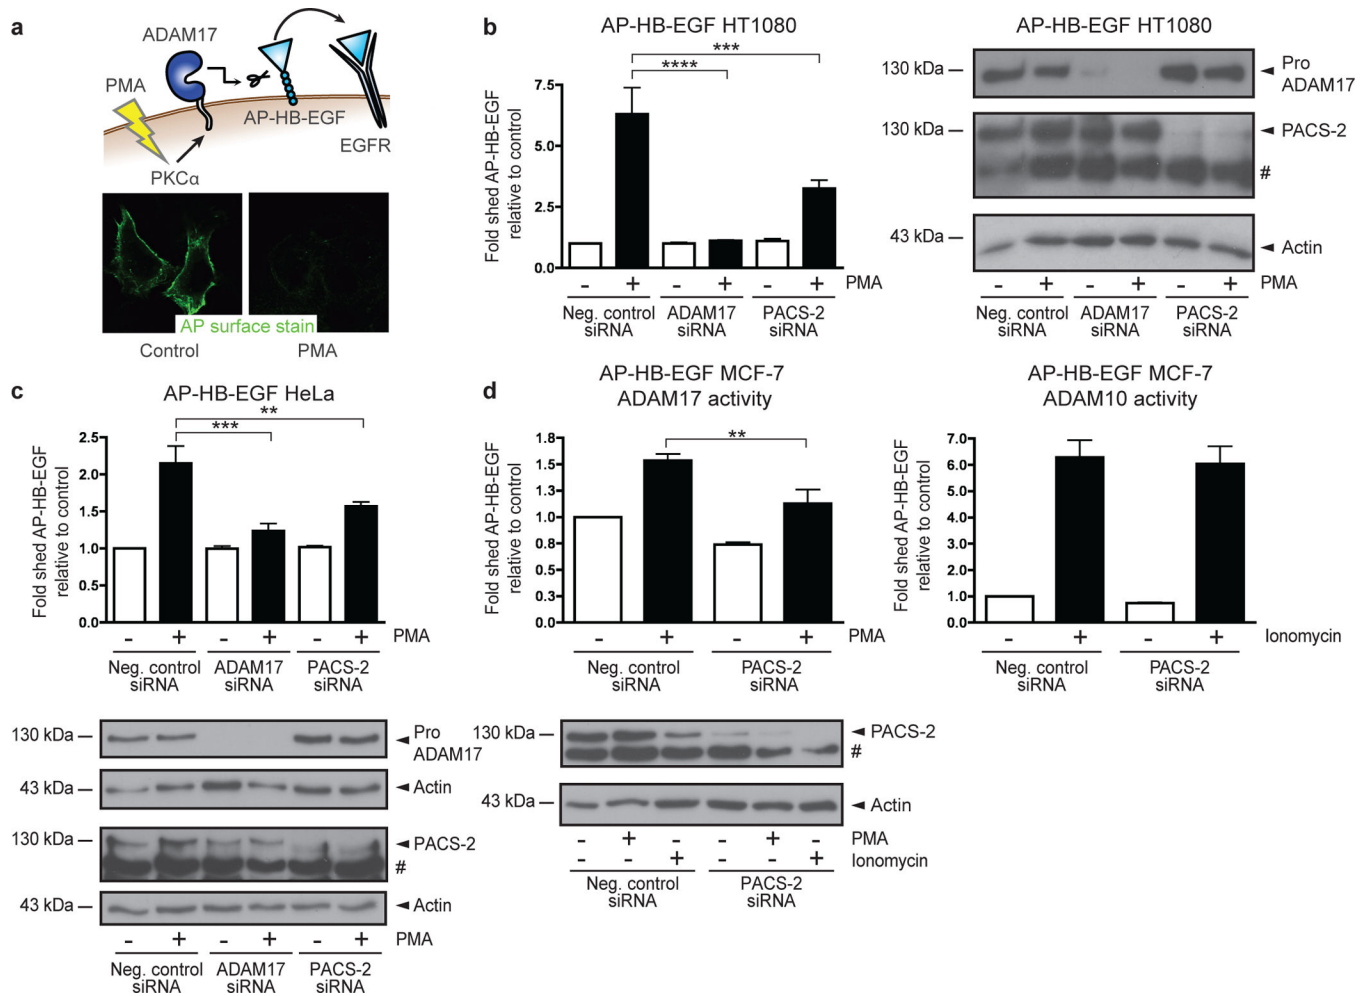 a
ADAM17
AP-HB-EGF
EGFR
PMA
PKCα
AP surface stain
Control PMA
b
AP-HB-EGF HT1080
Fold shed AP-HB-EGF
relative to control
7.5
5.0
2.5
0.0
***
****
- + - + - + PMA
Neg. control siRNA
ADAM17 siRNA
PACS-2 siRNA
AP-HB-EGF HT1080
130 kDa
Pro ADAM17
130 kDa
PACS-2
#
43 kDa
Actin
- + - + - + PMA
Neg. control siRNA
ADAM17 siRNA
PACS-2 siRNA
c
AP-HB-EGF HeLa
Fold shed AP-HB-EGF
relative to control
2.5
2.0
1.5
1.0
0.5
0.0
**
***
- + - + - + PMA
Neg. control siRNA
ADAM17 siRNA
PACS-2 siRNA
130 kDa
Pro ADAM17
43 kDa
Actin
130 kDa
PACS-2
#
43 kDa
Actin
- + - + - + PMA
Neg. control siRNA
ADAM17 siRNA
PACS-2 siRNA
d
AP-HB-EGF MCF-7
ADAM17 activity
Fold shed AP-HB-EGF
relative to control
1.8
1.5
1.3
1.0
0.8
0.5
0.3
0.0
**
- + - + PMA
Neg. control siRNA
PACS-2 siRNA
AP-HB-EGF MCF-7
ADAM10 activity
Fold shed AP-HB-EGF
relative to control
7.0
6.0
5.0
4.0
3.0
2.0
1.0
0.0
- + - + Ionomycin
Neg. control siRNA
PACS-2 siRNA
130 kDa
PACS-2
#
43 kDa
Actin
- + - - + - PMA
- - + - - + Ionomycin
Neg. control siRNA
PACS-2 siRNA